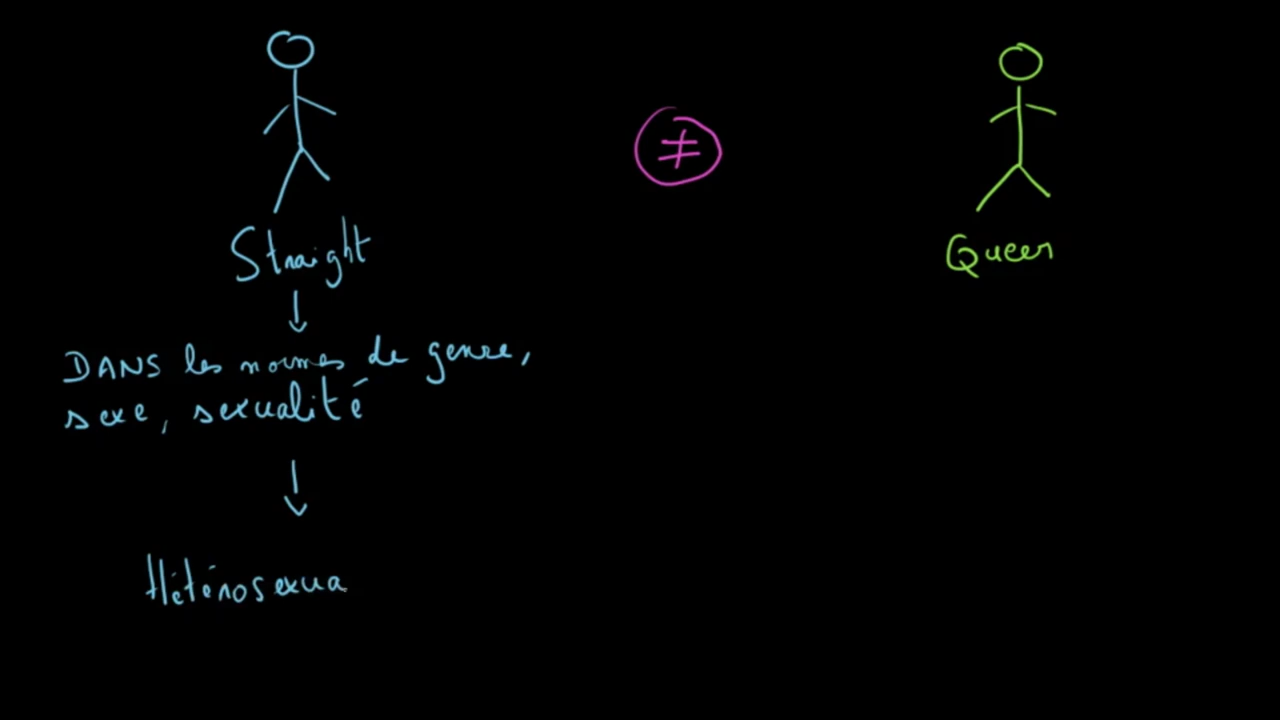 ≠
Straight
Queer
DANS les normes de genre,
sexe, sexualité
Hétérosexua